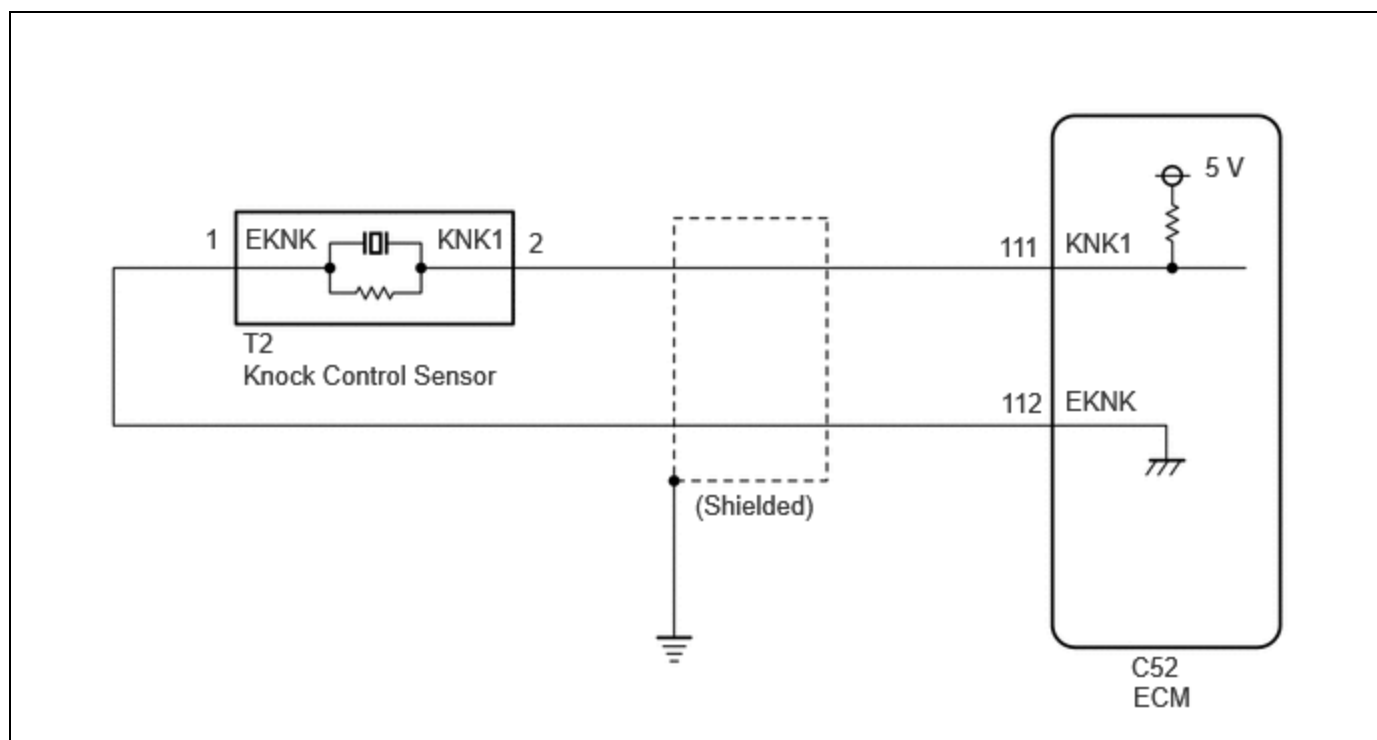 5 V
1
EKNK
KNK1
2
111
KNK1
T2
Knock Control Sensor
112
EKNK
(Shielded)
C52
ECM